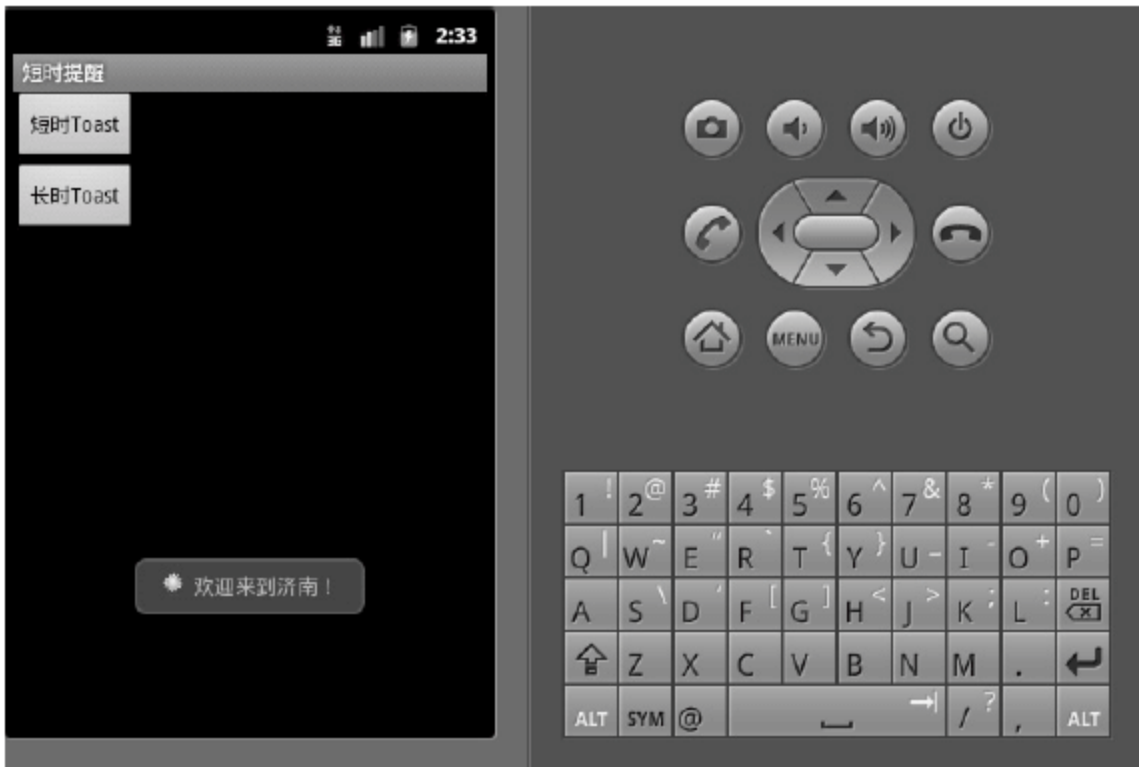 3G 2:33
短时提醒
短时Toast
长时Toast
欢迎来到济南！
MENU
1 ! 2 @ 3 # 4 $ 5 % 6 ^ 7 & 8 * 9 ( 0 )
Q | W ~ E " R ` T { Y } U _ I - O + P =
A S \ D ' F [ G ] H < J > K ; L : DEL
Z X C V B N M .
ALT SYM @ / ? , ALT